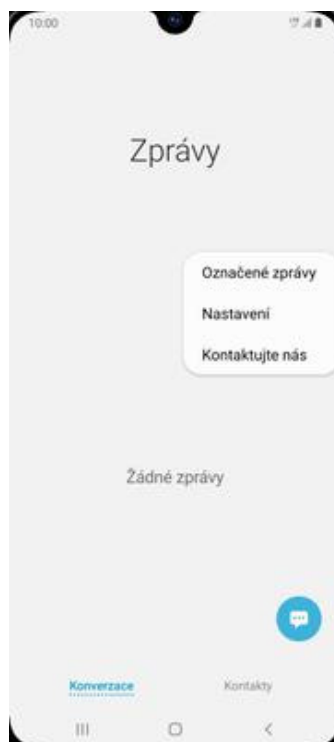 10:00
Zprávy
Označené zprávy
Nastavení
Kontaktujte nás
Žádné zprávy
Konverzace
Kontakty